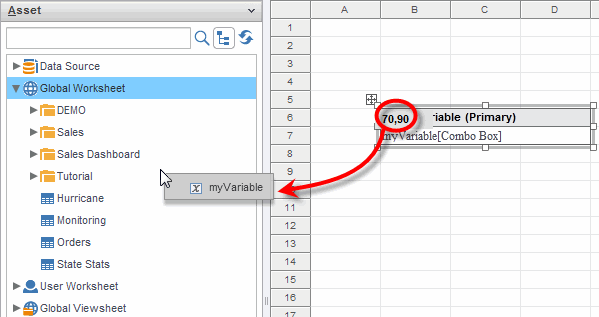 Asset
Data Source
Global Worksheet
DEMO
Sales
Sales Dashboard
Tutorial
myVariable
Hurricane
Monitoring
Orders
State Stats
User Worksheet
Global Viewsheet
A B C D
1
2
3
4
5
6 70,90 riable (Primary)
7 myVariable[Combo Box]
8
9
11
12
13
14
15
16
17